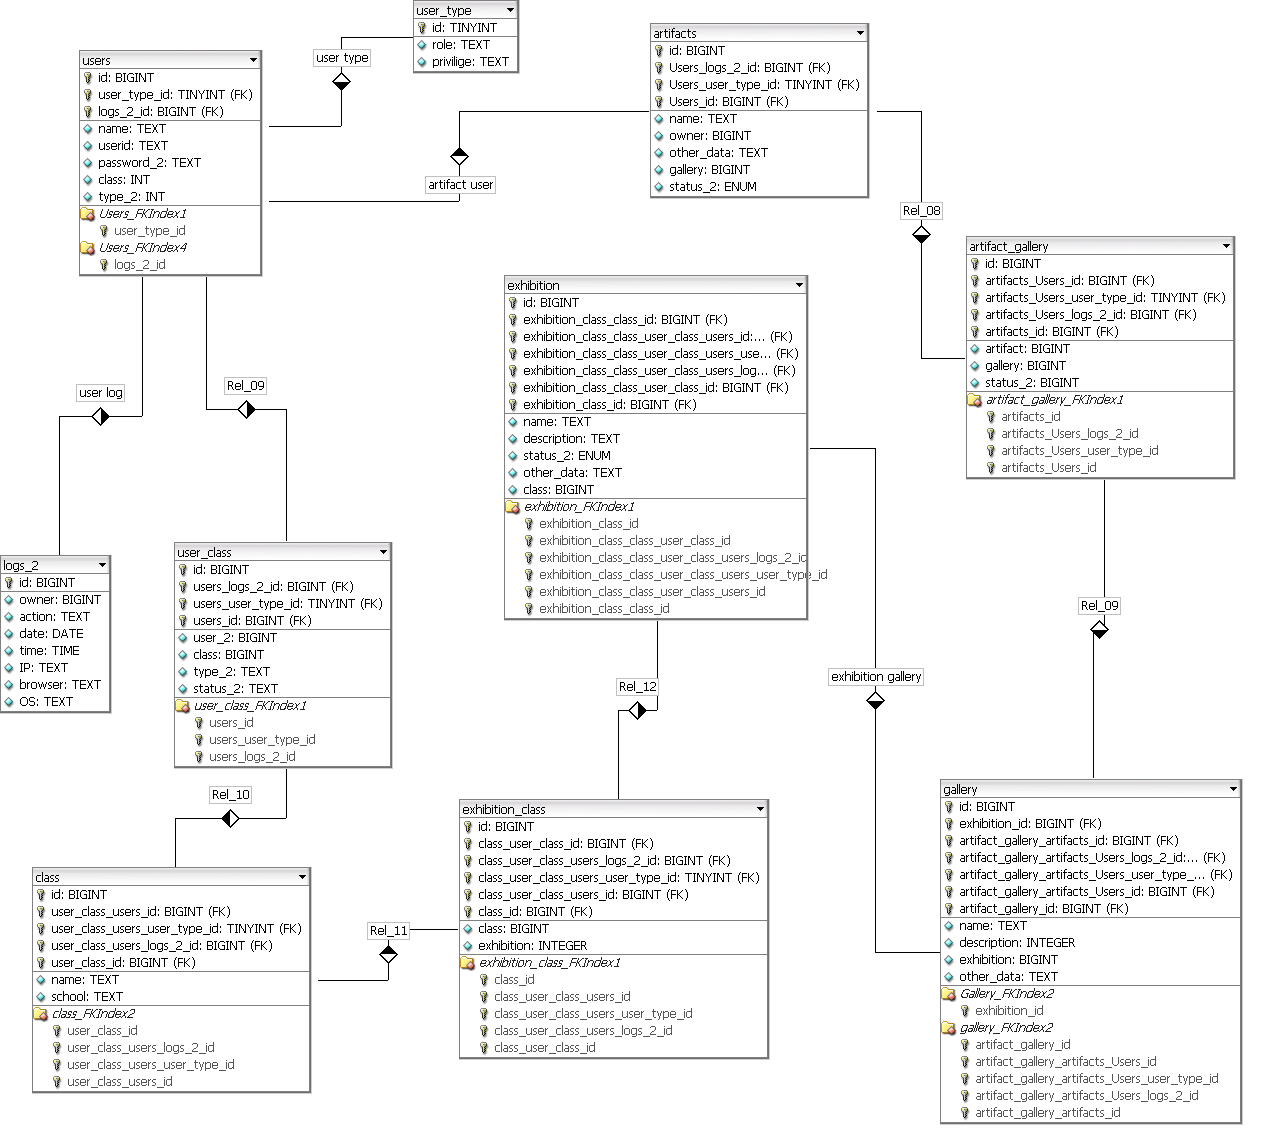 user_type
id: TINYINT
role: TEXT
privilige: TEXT
user type
users
id: BIGINT
user_type_id: TINYINT (FK)
logs_2_id: BIGINT (FK)
name: TEXT
userid: TEXT
password_2: TEXT
class: INT
type_2: INT
Users_FKIndex1
user_type_id
Users_FKIndex4
logs_2_id
artifact user
artifacts
id: BIGINT
Users_logs_2_id: BIGINT (FK)
Users_user_type_id: TINYINT (FK)
Users_id: BIGINT (FK)
name: TEXT
owner: BIGINT
other_data: TEXT
gallery: BIGINT
status_2: ENUM
Rel_08
artifact_gallery
id: BIGINT
artifacts_Users_id: BIGINT (FK)
artifacts_Users_user_type_id: TINYINT (FK)
artifacts_Users_logs_2_id: BIGINT (FK)
artifacts_id: BIGINT (FK)
artifact: BIGINT
gallery: BIGINT
status_2: BIGINT
artifact_gallery_FKIndex1
artifacts_id
artifacts_Users_logs_2_id
artifacts_Users_user_type_id
artifacts_Users_id
exhibition
id: BIGINT
exhibition_class_class_id: BIGINT (FK)
exhibition_class_class_user_class_users_id:... (FK)
exhibition_class_class_user_class_users_use... (FK)
exhibition_class_class_user_class_users_log... (FK)
exhibition_class_class_user_class_id: BIGINT (FK)
exhibition_class_id: BIGINT (FK)
name: TEXT
description: TEXT
status_2: ENUM
other_data: TEXT
class: BIGINT
exhibition_FKIndex1
exhibition_class_id
exhibition_class_class_user_class_id
exhibition_class_class_user_class_users_logs_2_id
exhibition_class_class_user_class_users_user_type_id
exhibition_class_class_user_class_users_id
exhibition_class_class_id
user log
Rel_09
logs_2
id: BIGINT
owner: BIGINT
action: TEXT
date: DATE
time: TIME
IP: TEXT
browser: TEXT
OS: TEXT
user_class
id: BIGINT
users_logs_2_id: BIGINT (FK)
users_user_type_id: TINYINT (FK)
users_id: BIGINT (FK)
user_2: BIGINT
class: BIGINT
type_2: TEXT
status_2: TEXT
user_class_FKIndex1
users_id
users_user_type_id
users_logs_2_id
Rel_09
exhibition gallery
Rel_12
Rel_10
class
id: BIGINT
user_class_users_id: BIGINT (FK)
user_class_users_user_type_id: TINYINT (FK)
user_class_users_logs_2_id: BIGINT (FK)
user_class_id: BIGINT (FK)
name: TEXT
school: TEXT
class_FKIndex2
user_class_id
user_class_users_logs_2_id
user_class_users_user_type_id
user_class_users_id
Rel_11
exhibition_class
id: BIGINT
class_user_class_id: BIGINT (FK)
class_user_class_users_logs_2_id: BIGINT (FK)
class_user_class_users_user_type_id: TINYINT (FK)
class_user_class_users_id: BIGINT (FK)
class_id: BIGINT (FK)
class: BIGINT
exhibition: INTEGER
exhibition_class_FKIndex1
class_id
class_user_class_users_id
class_user_class_users_user_type_id
class_user_class_users_logs_2_id
class_user_class_id
gallery
id: BIGINT
exhibition_id: BIGINT (FK)
artifact_gallery_artifacts_id: BIGINT (FK)
artifact_gallery_artifacts_Users_logs_2_id:... (FK)
artifact_gallery_artifacts_Users_user_type_... (FK)
artifact_gallery_artifacts_Users_id: BIGINT (FK)
artifact_gallery_id: BIGINT (FK)
name: TEXT
description: INTEGER
exhibition: BIGINT
other_data: TEXT
Gallery_FKIndex2
exhibition_id
gallery_FKIndex2
artifact_gallery_id
artifact_gallery_artifacts_Users_id
artifact_gallery_artifacts_Users_user_type_id
artifact_gallery_artifacts_Users_logs_2_id
artifact_gallery_artifacts_id